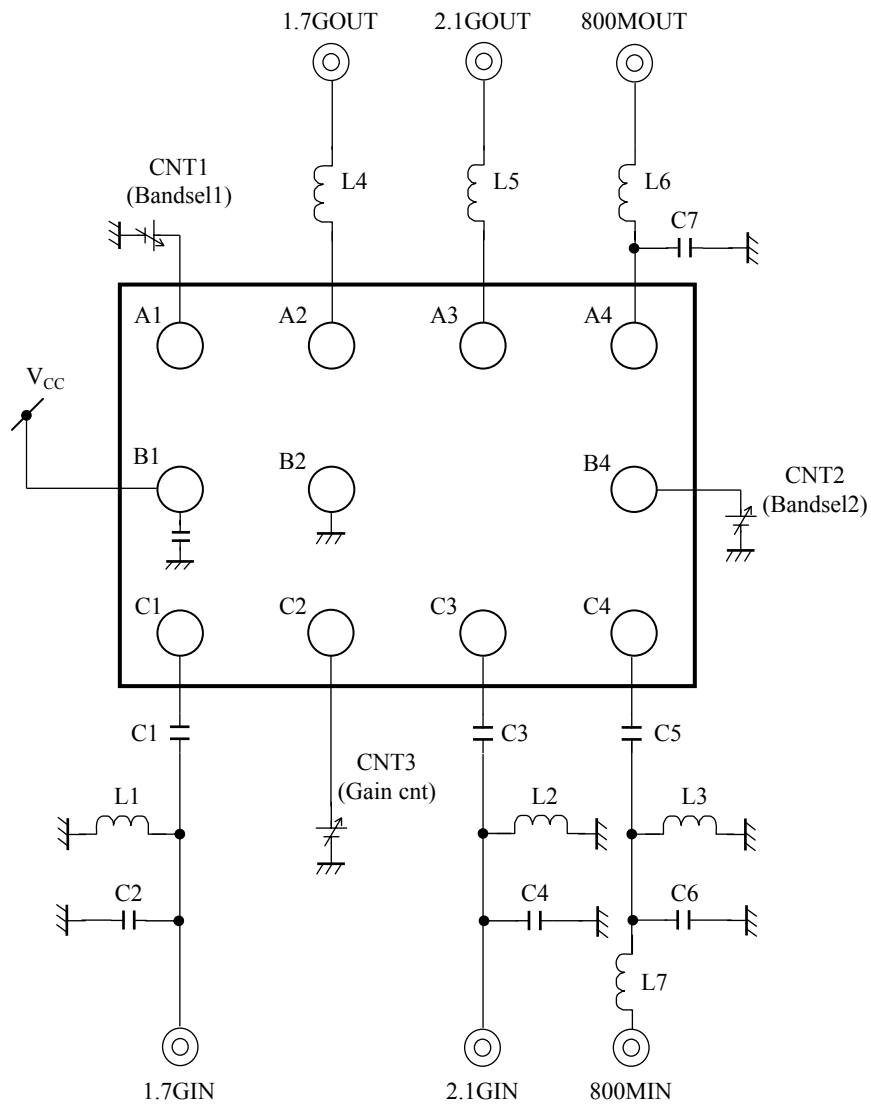 1.7GOUT 2.1GOUT 800MOUT
CNT1
(Bandsel1)
L4 L5 L6
C7
A1 A2 A3 A4
VCC
B1 B2 B4
CNT2
(Bandsel2)
C1 C2 C3 C4
C1 C3 C5
CNT3
(Gain cnt)
L1 L2 L3
C2 C4 C6
L7
1.7GIN 2.1GIN 800MIN